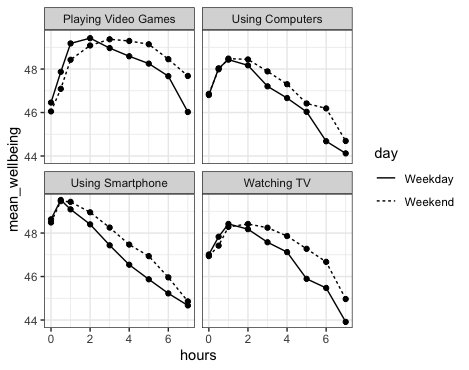 Playing Video Games
Using Computers
48
46
44
mean_wellbeing
Using Smartphone
Watching TV
48
46
44
0
2
4
6
0
2
4
6
hours
day
Weekday
Weekend